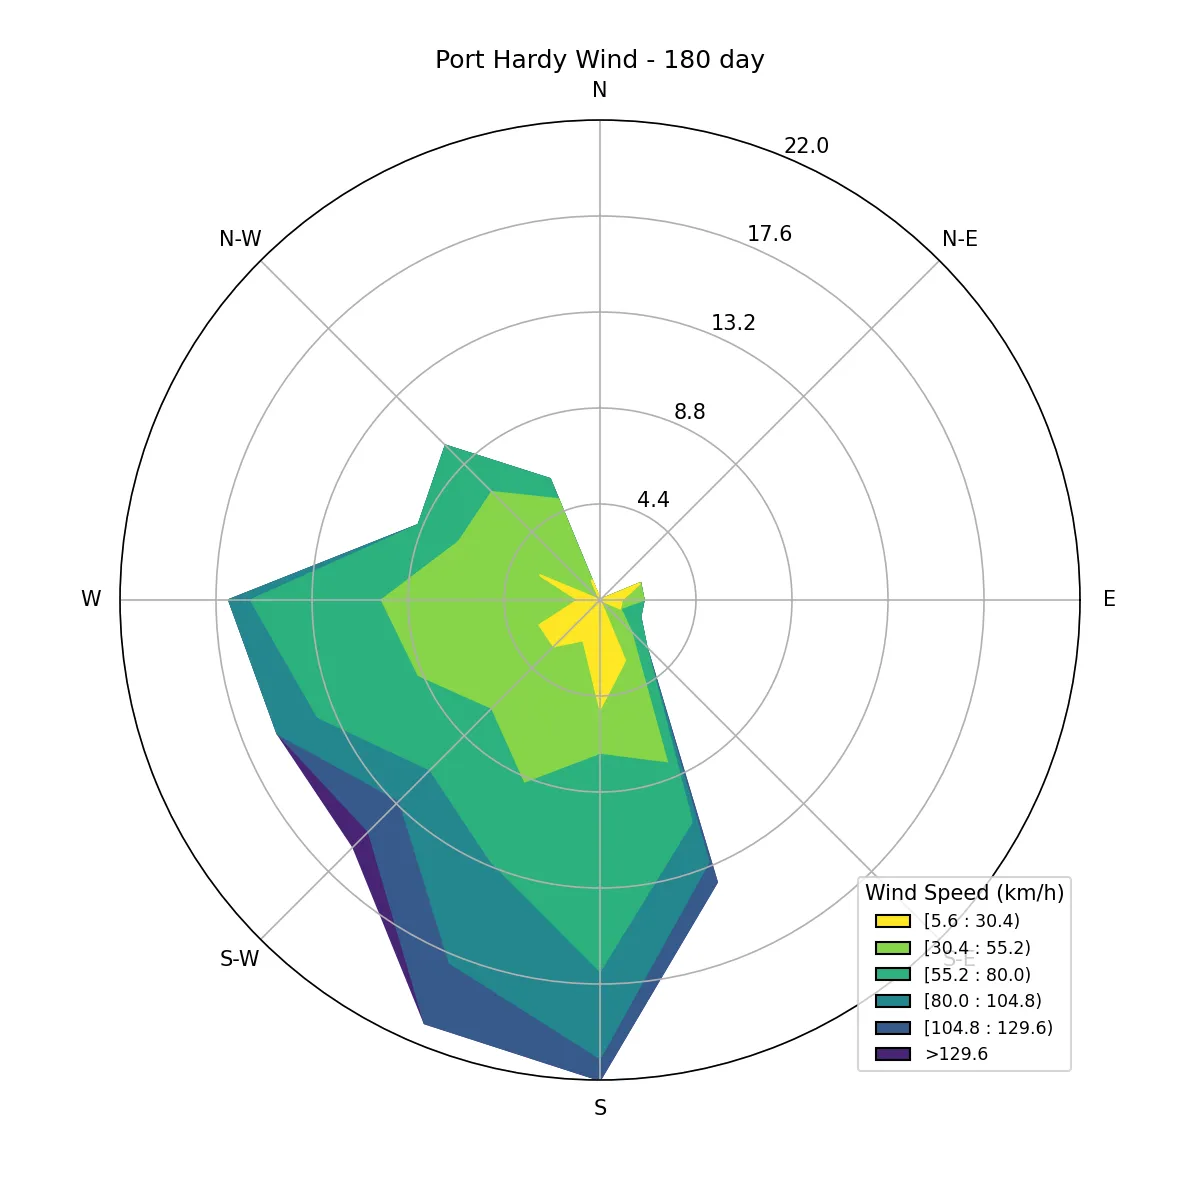 Port Hardy Wind - 180 day
N
22.0
N-W
17.6
N-E
13.2
8.8
4.4
W
E
Wind Speed (km/h)
[5.6 : 30.4)
[30.4 : 55.2)
S-W
S-E
[55.2 : 80.0)
[80.0 : 104.8)
[104.8 : 129.6)
>129.6
S